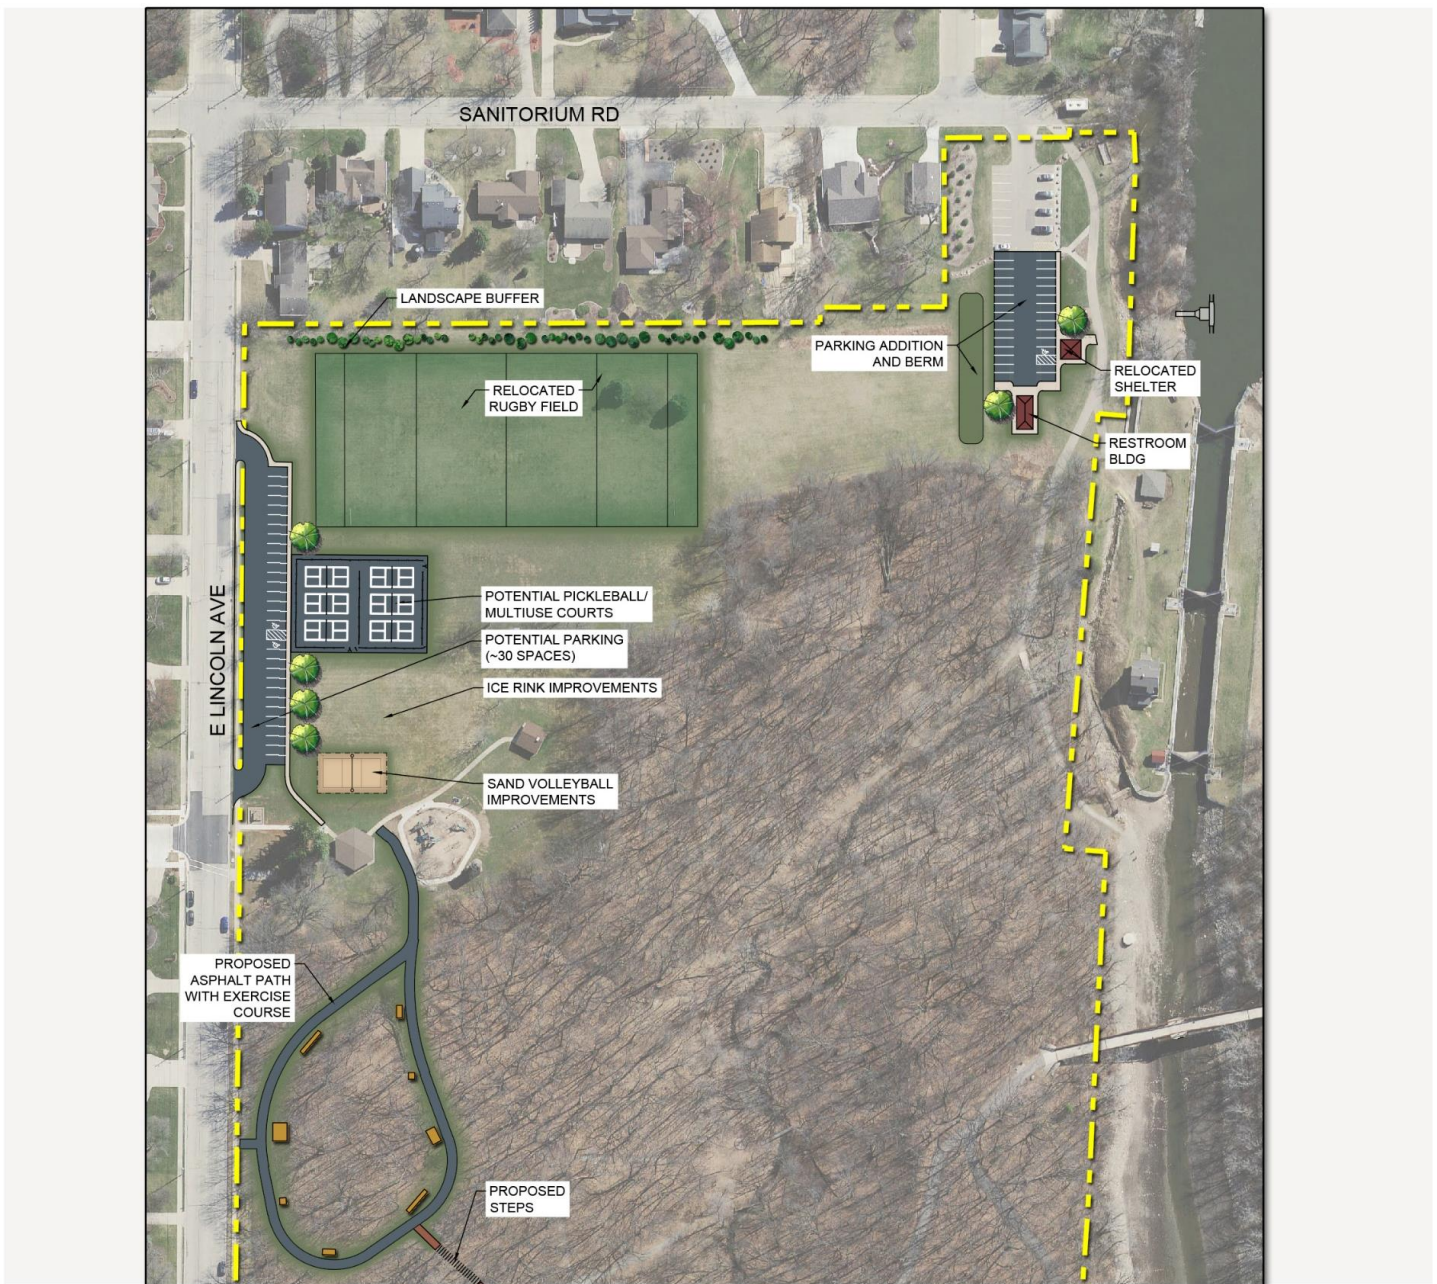 SANITORIUM RD
LANDSCAPE BUFFER
PARKING ADDITION
AND BERM
RELOCATED
SHELTER
RELOCATED
RUGBY FIELD
RESTROOM
BLDG
E LINCOLN AVE
POTENTIAL PICKLEBALL/
MULTIUSE COURTS
POTENTIAL PARKING
(~30 SPACES)
ICE RINK IMPROVEMENTS
SAND VOLLEYBALL
IMPROVEMENTS
PROPOSED
ASPHALT PATH
WITH EXERCISE
COURSE
PROPOSED
STEPS